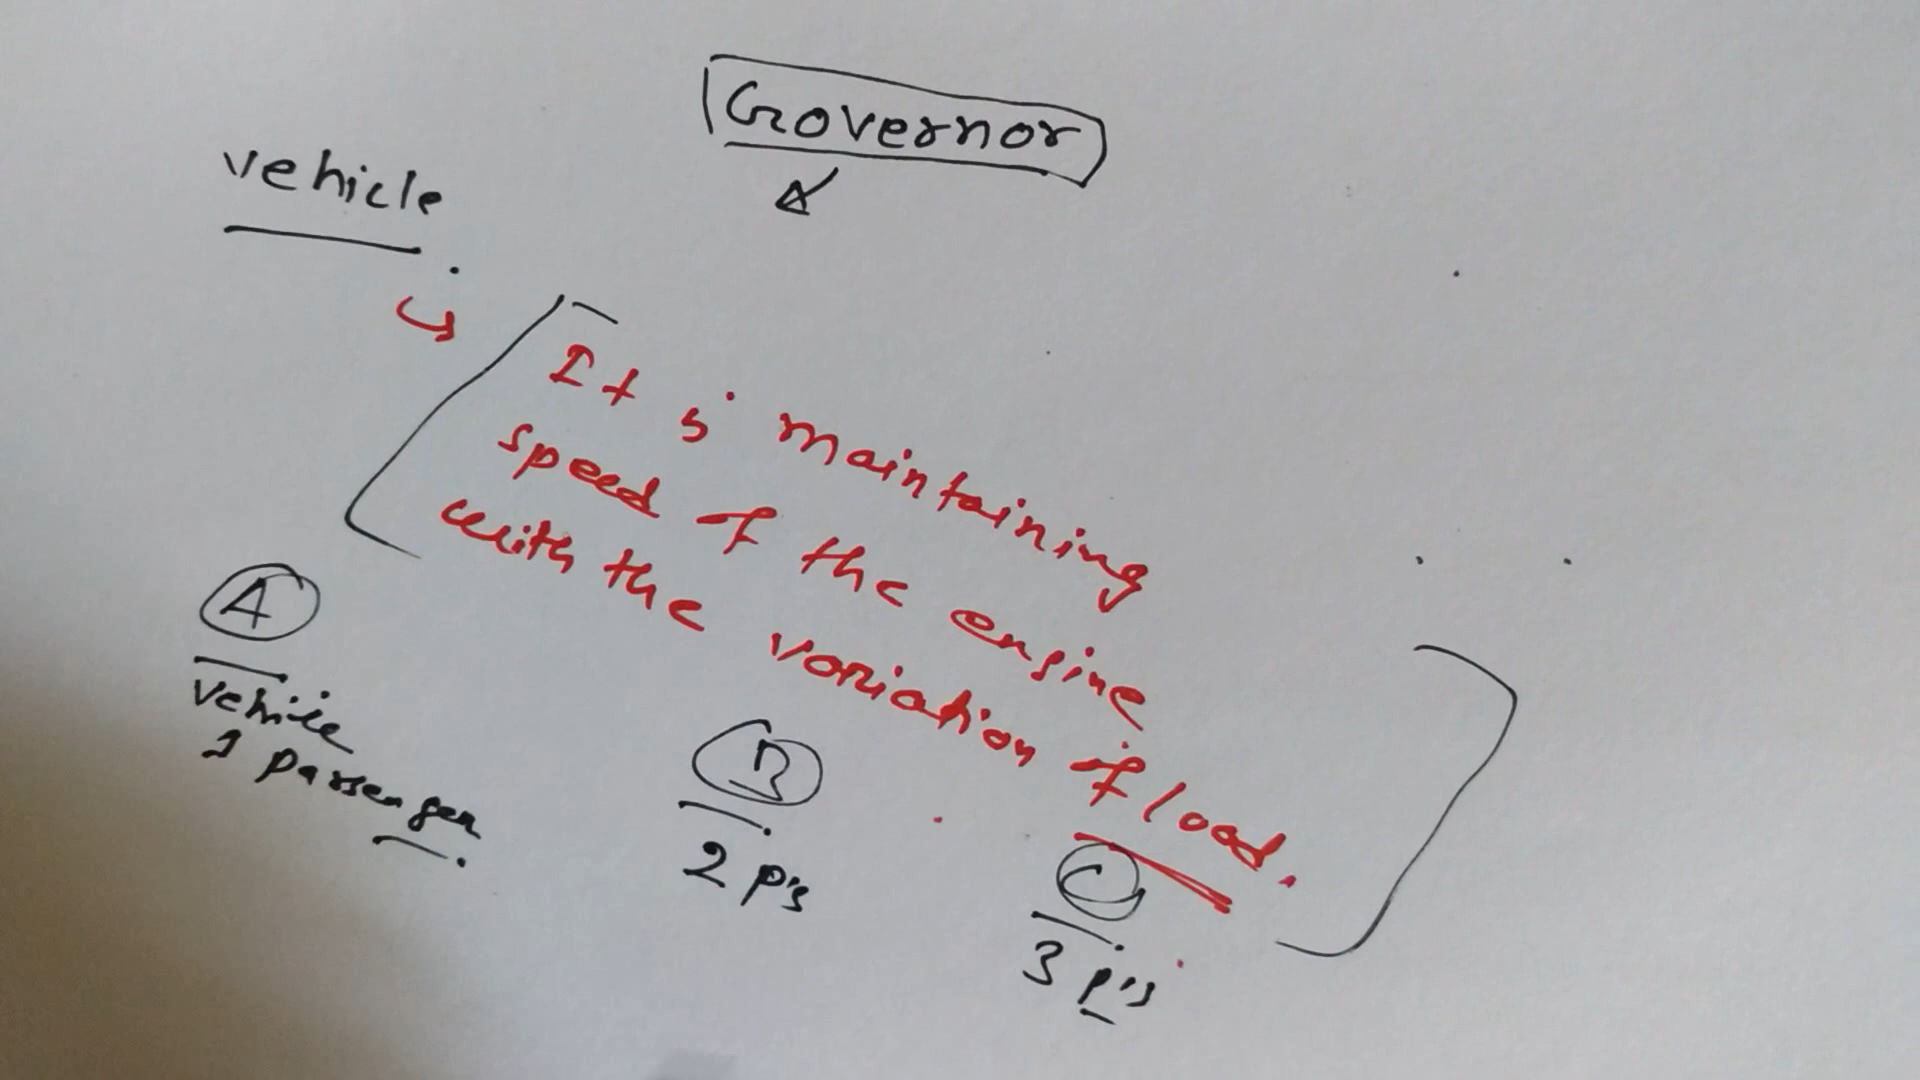 Governor
vehicle
It is maintaining
speed of the engine
with the variation of load.
A
vehicle
1 passenger
B
2 p's
C
3 p's